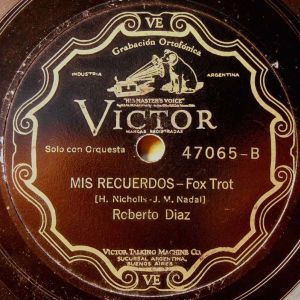 VE
Grabación Ortofónica
INDUSTRIA ARGENTINA
"HIS MASTER'S VOICE"
VICTOR
MARCAS REGISTRADAS
Solo con Orquesta 47065-B
MIS RECUERDOS-Fox Trot
[H. Nicholls-J. M. Nadal]
Roberto Diaz
VICTOR TALKING MACHINE Co.
SUCURSAL ARGENTINA,
BUENOS AIRES
VE